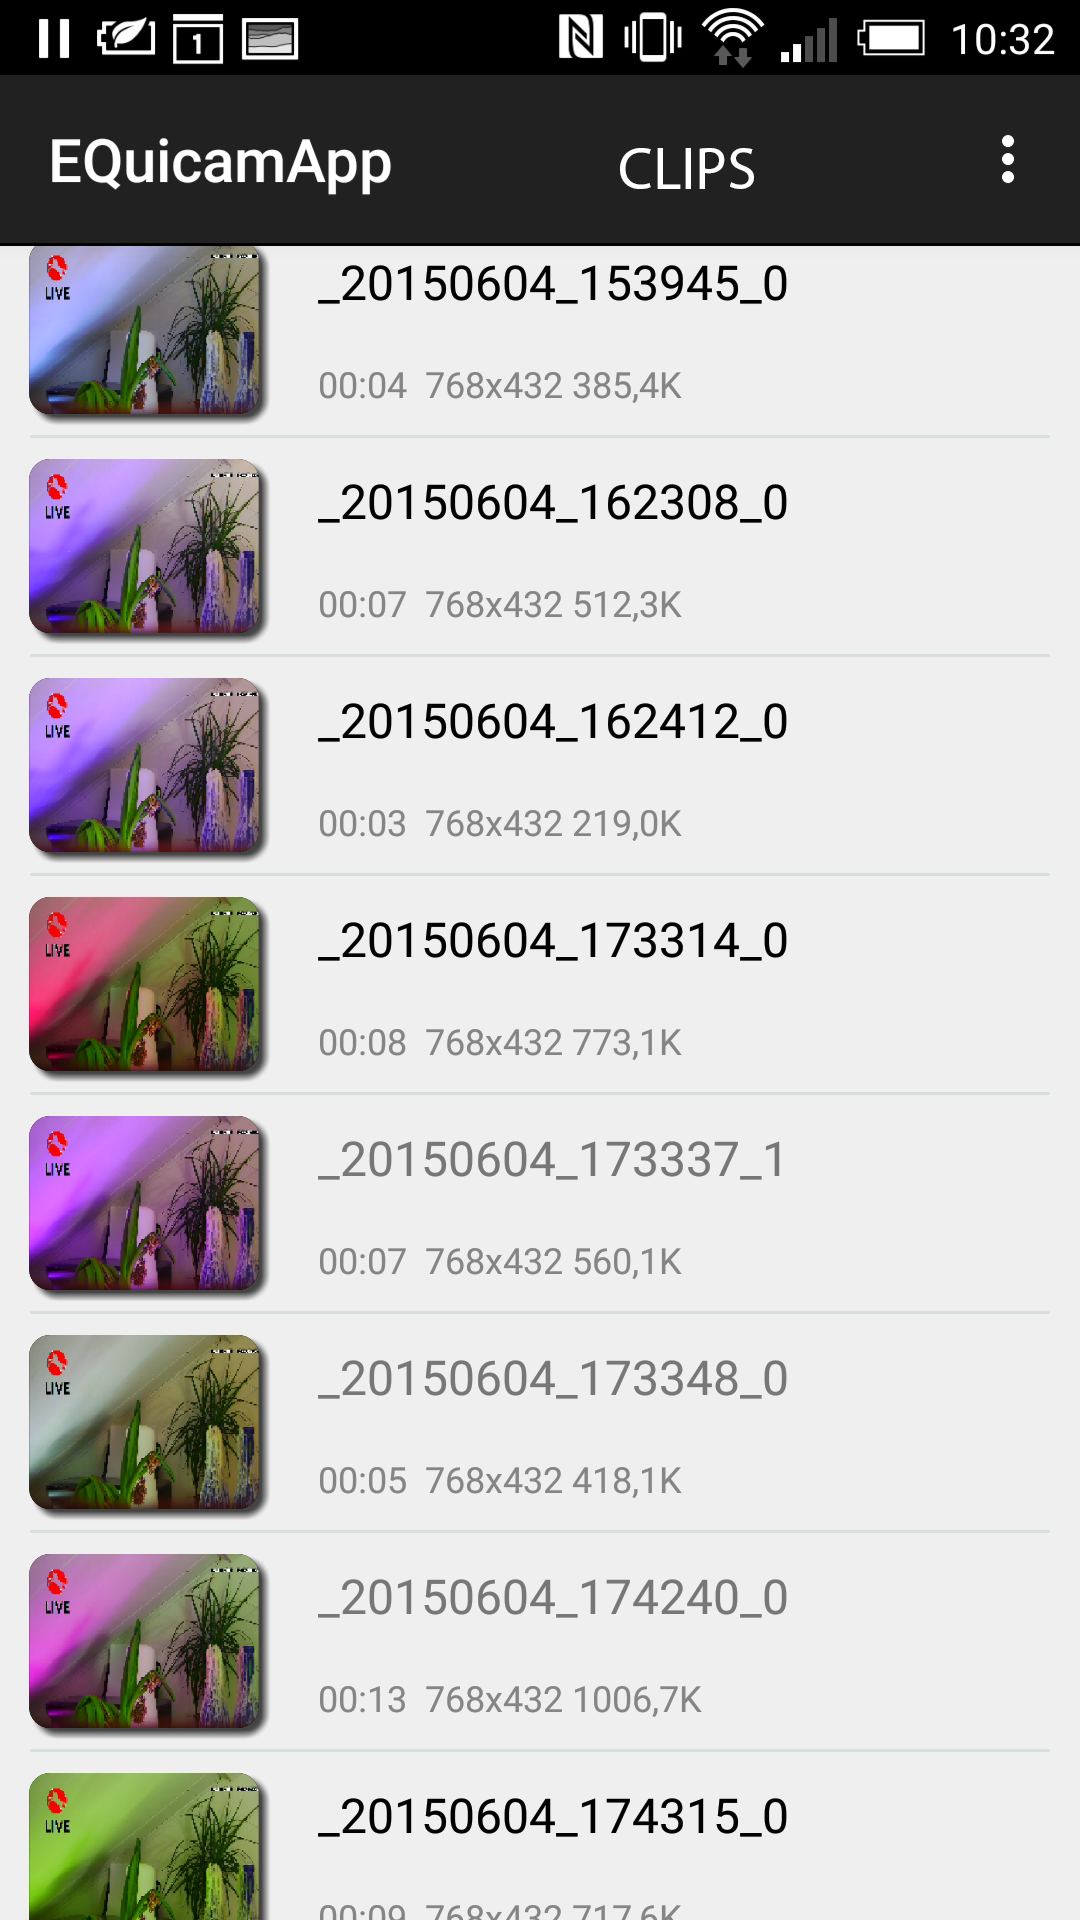 1 10:32
EQuicamApp CLIPS
LIVE
_20150604_153945_0
00:04 768x432 385,4K
LIVE
_20150604_162308_0
00:07 768x432 512,3K
LIVE
_20150604_162412_0
00:03 768x432 219,0K
LIVE
_20150604_173314_0
00:08 768x432 773,1K
LIVE
_20150604_173337_1
00:07 768x432 560,1K
LIVE
_20150604_173348_0
00:05 768x432 418,1K
LIVE
_20150604_174240_0
00:13 768x432 1006,7K
LIVE
_20150604_174315_0
00:09 768x432 717,6K